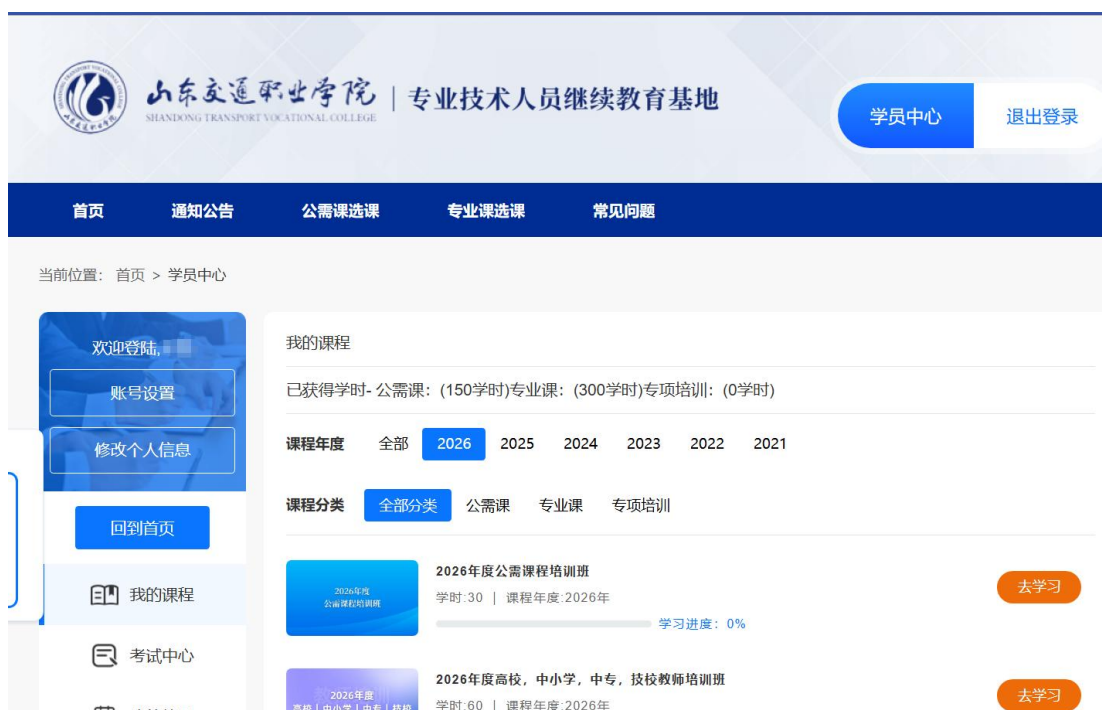 山东交通职业学院 | 专业技术人员继续教育基地
SHANDONG TRANSPORT VOCATIONAL COLLEGE
学员中心 退出登录
首页 通知公告 公需课选课 专业课选课 常见问题
当前位置: 首页 > 学员中心
欢迎登陆,
账号设置
修改个人信息
回到首页
我的课程
考试中心
我的课程
已获得学时- 公需课: (150学时)专业课: (300学时)专项培训: (0学时)
课程年度 全部 2026 2025 2024 2023 2022 2021
课程分类 全部分类 公需课 专业课 专项培训
2026年度
公需课程培训班
2026年度公需课程培训班
学时:30 | 课程年度:2026年
学习进度: 0%
去学习
2026年度
高校 | 中小学 | 中专 | 技校
2026年度高校, 中小学, 中专, 技校教师培训班
学时:60 | 课程年度:2026年
去学习